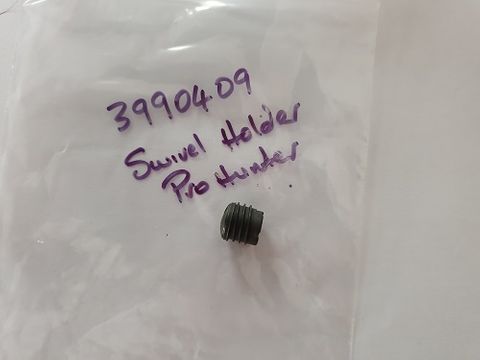 3990409
Swivel Holder
Pro Hunter